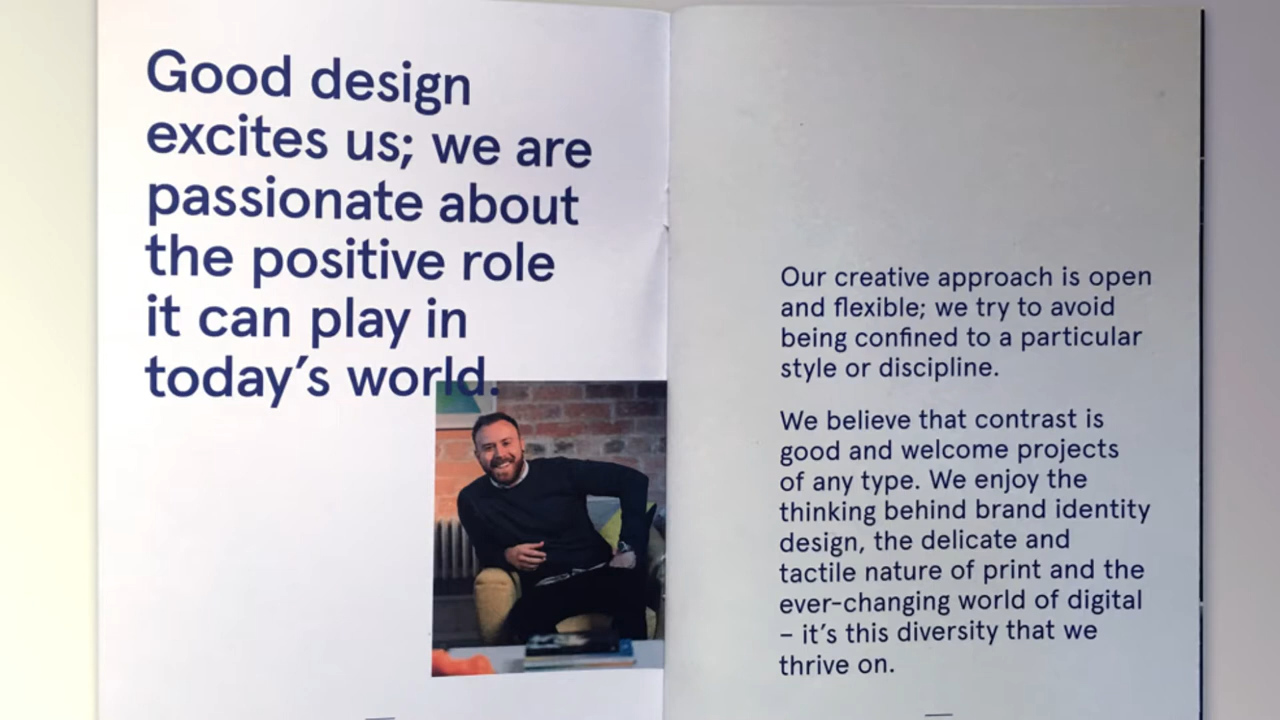 Good design
excites us; we are
passionate about
the positive role
it can play in
today’s world.
Our creative approach is open
and flexible; we try to avoid
being confined to a particular
style or discipline.
We believe that contrast is
good and welcome projects
of any type. We enjoy the
thinking behind brand identity
design, the delicate and
tactile nature of print and the
ever-changing world of digital
– it’s this diversity that we
thrive on.